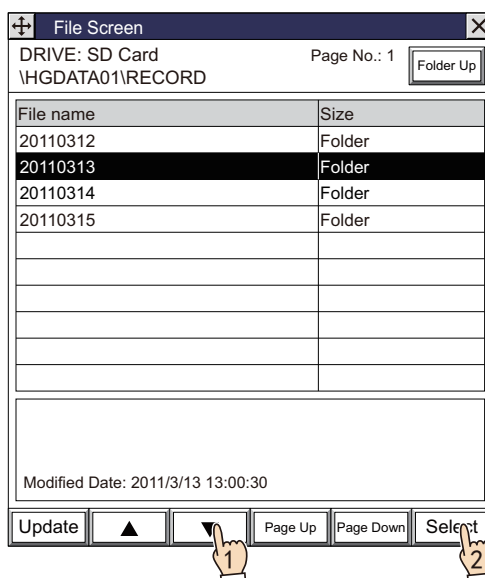 File Screen
DRIVE: SD Card Page No.: 1
\HGDATA01\RECORD
Folder Up
File name Size
20110312 Folder
20110313 Folder
20110314 Folder
20110315 Folder
Modified Date: 2011/3/13 13:00:30
Update ▲ ▼ Page Up Page Down Select
1 2